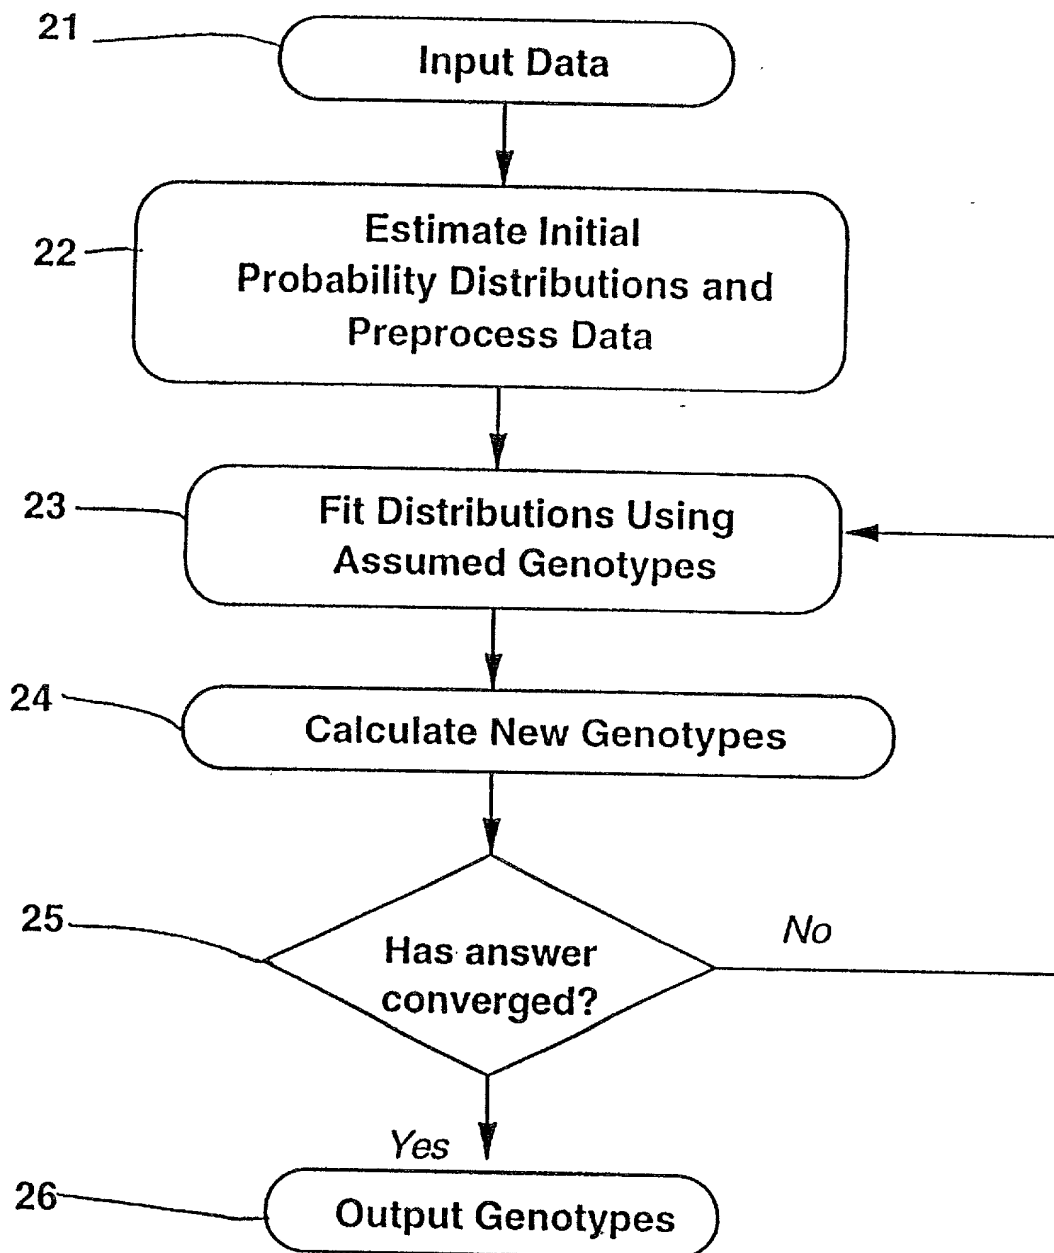 21
Input Data
22
Estimate Initial
Probability Distributions and
Preprocess Data
23
Fit Distributions Using
Assumed Genotypes
24
Calculate New Genotypes
25
Has answer
converged?
No
Yes
26
Output Genotypes